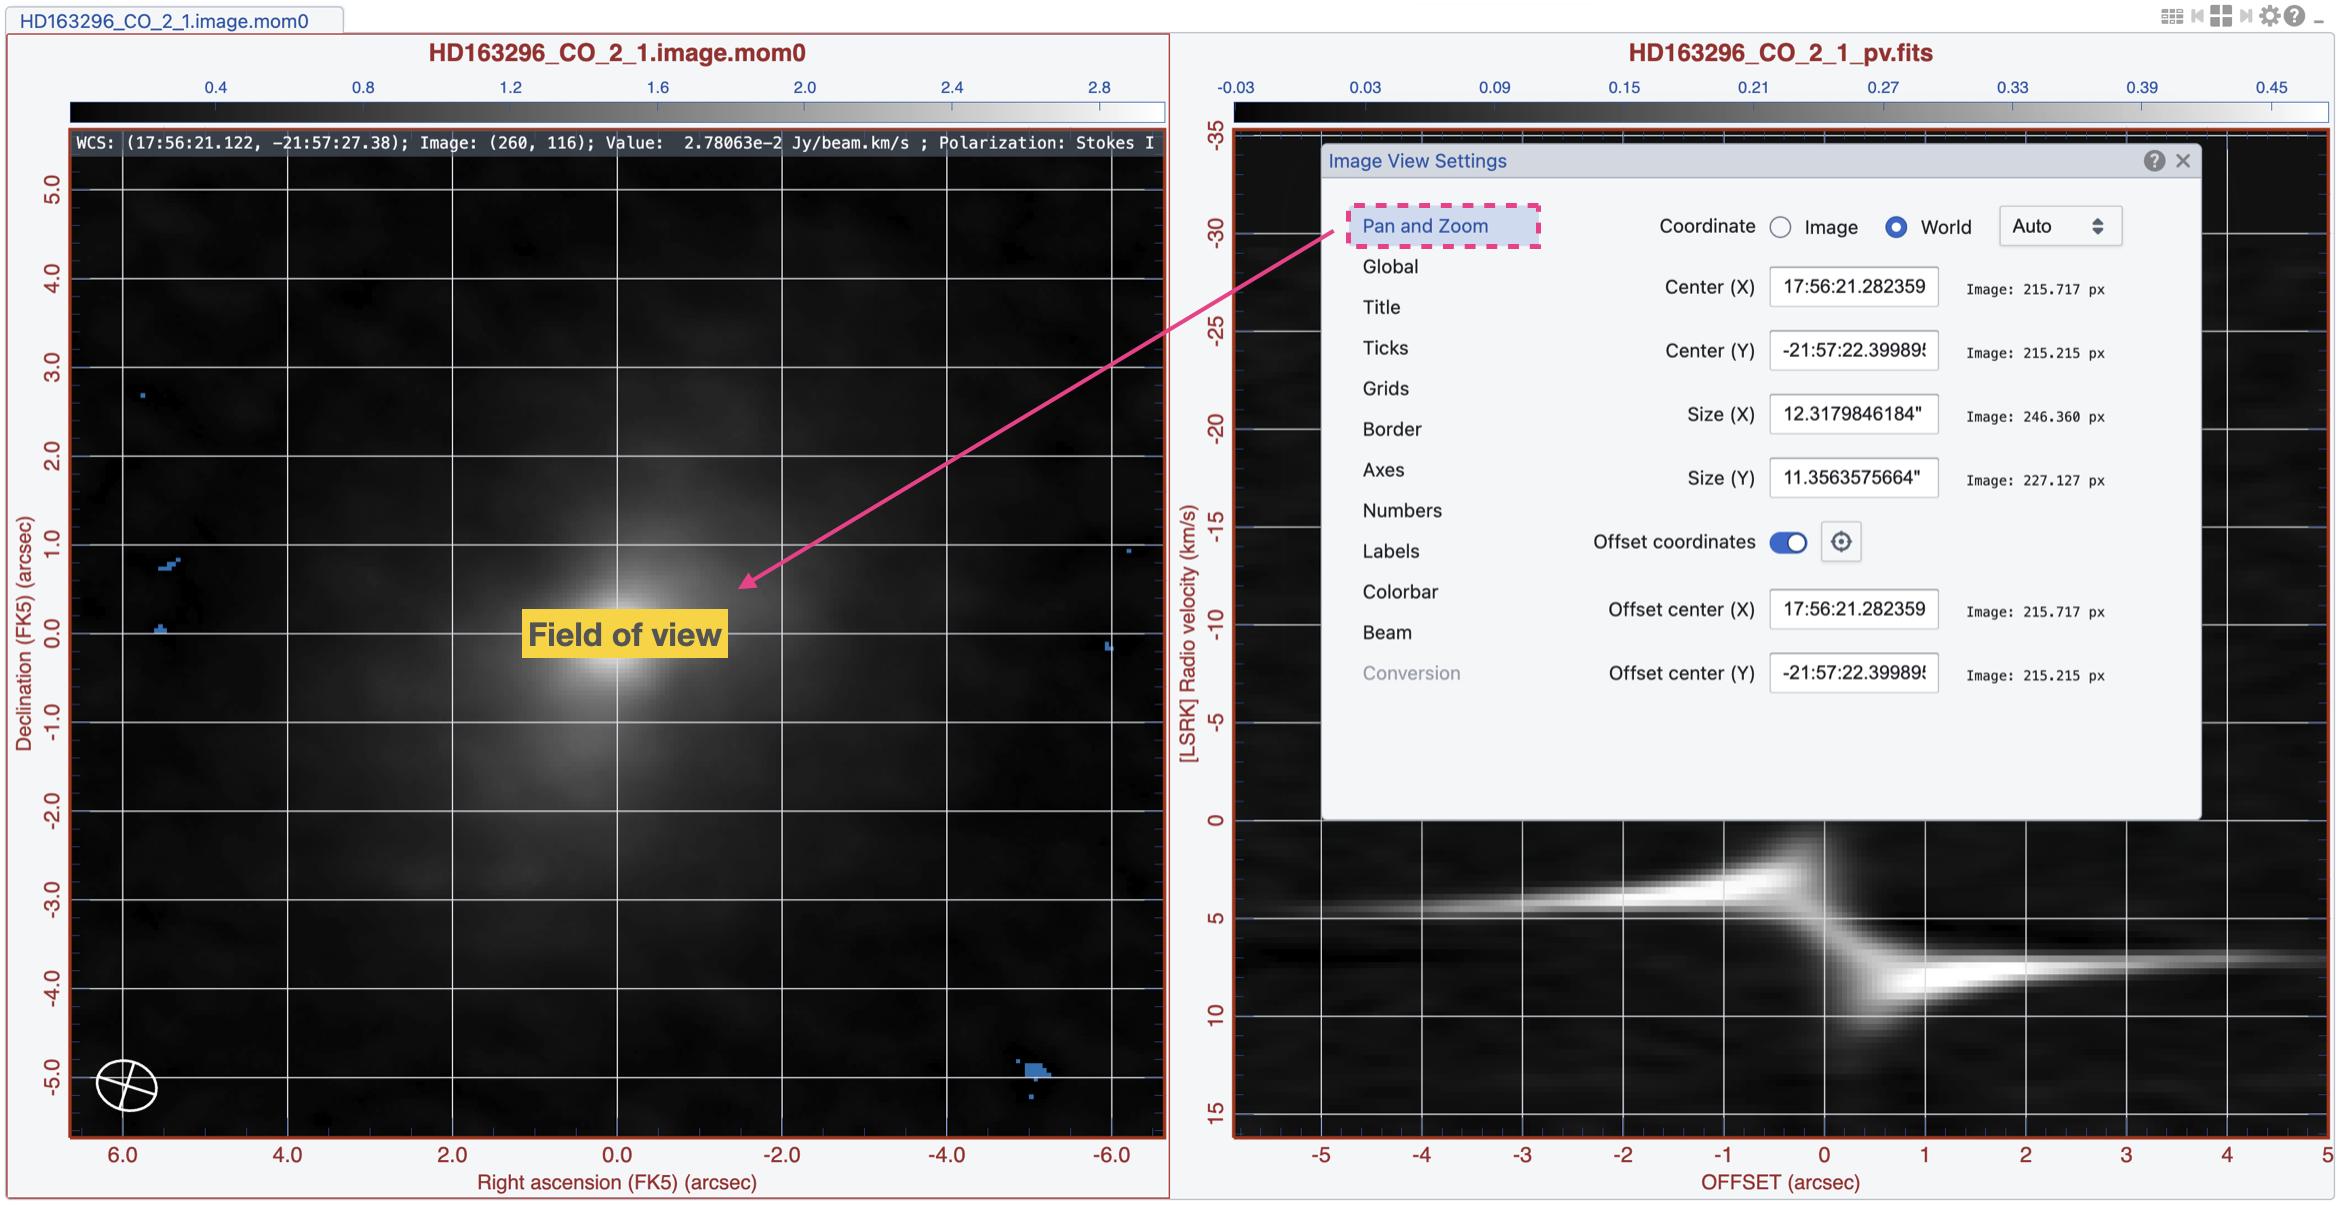 HD163296_CO_2_1.image.mom0
HD163296_CO_2_1.image.mom0
0.4 0.8 1.2 1.6 2.0 2.4 2.8
WCS: (17:56:21.122, -21:57:27.38); Image: (260, 116); Value: 2.78063e-2 Jy/beam.km/s ; Polarization: Stokes I
Declination (FK5) (arcsec)
5.0
4.0
3.0
2.0
1.0
0.0
-1.0
-2.0
-3.0
-4.0
-5.0
Field of view
6.0 4.0 2.0 0.0 -2.0 -4.0 -6.0
Right ascension (FK5) (arcsec)
HD163296_CO_2_1_pv.fits
-0.03 0.03 0.09 0.15 0.21 0.27 0.33 0.39 0.45
[LSRK] Radio velocity (km/s)
-35
-30
-25
-20
-15
-10
-5
0
5
10
15
Image View Settings
Pan and Zoom
Global
Title
Ticks
Grids
Border
Axes
Numbers
Labels
Colorbar
Beam
Conversion
Coordinate Image World Auto
Center (X) 17:56:21.282359 Image: 215.717 px
Center (Y) -21:57:22.39989 Image: 215.215 px
Size (X) 12.3179846184" Image: 246.360 px
Size (Y) 11.3563575664" Image: 227.127 px
Offset coordinates
Offset center (X) 17:56:21.282359 Image: 215.717 px
Offset center (Y) -21:57:22.39989 Image: 215.215 px
-5 -4 -3 -2 -1 0 1 2 3 4 5
OFFSET (arcsec)